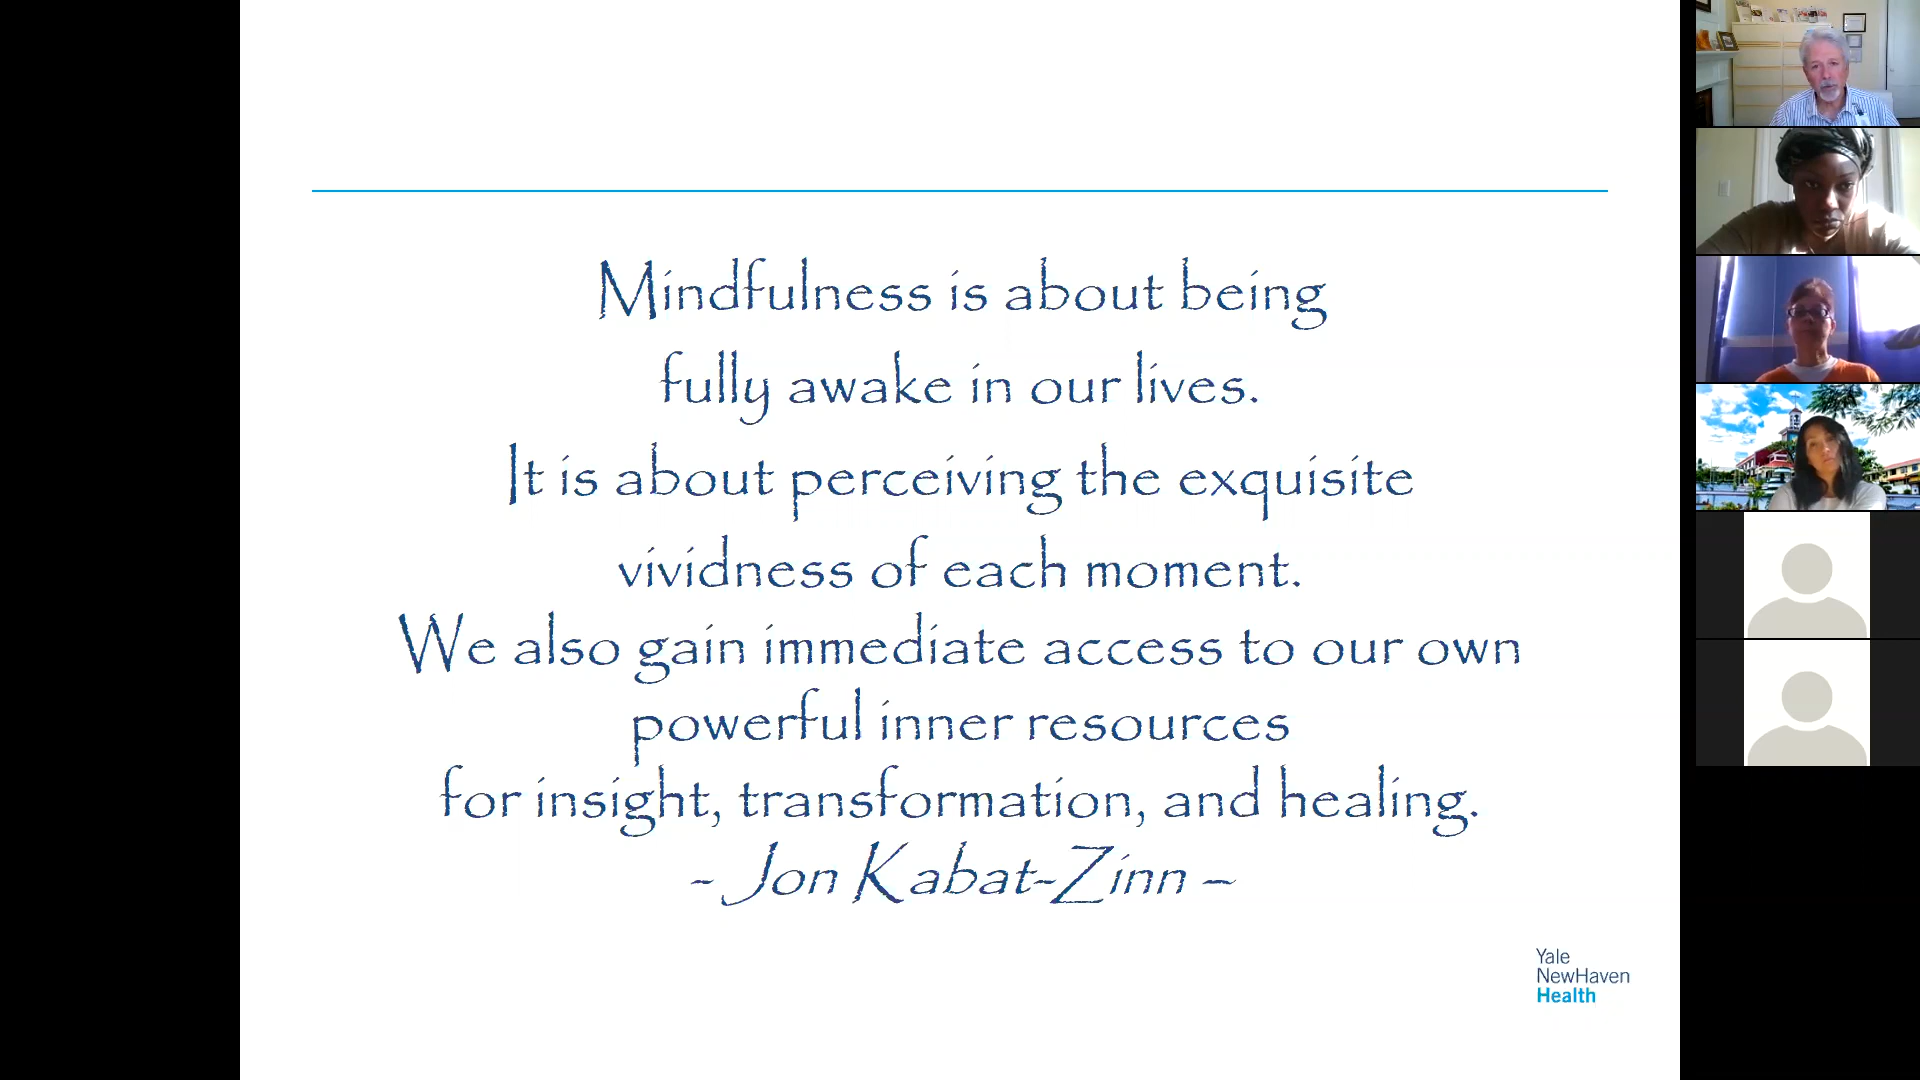 Mindfulness is about being
fully awake in our lives.
It is about perceiving the exquisite
vividness of each moment.
We also gain immediate access to our own
powerful inner resources
for insight, transformation, and healing.
- Jon Kabat-Zinn –
Yale
NewHaven
Health